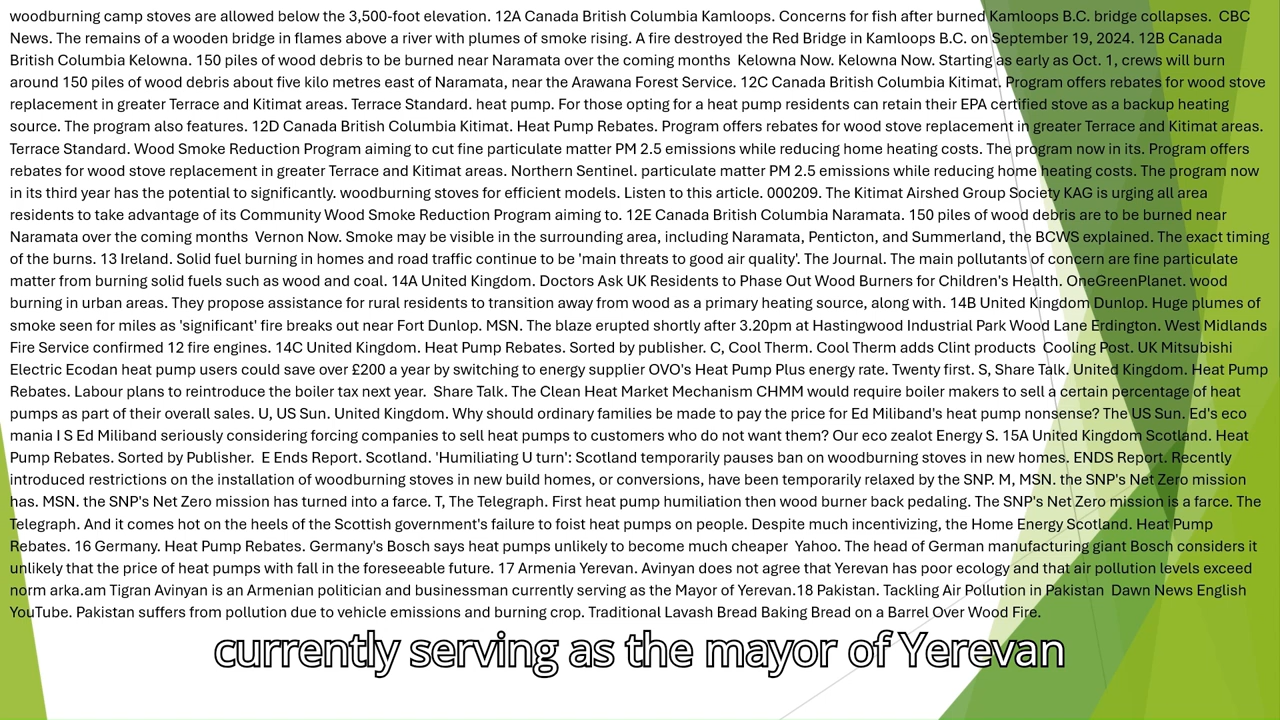 woodburning camp stoves are allowed below the 3,500-foot elevation. 12A Canada British Columbia Kamloops. Concerns for fish after burned Kamloops B.C. bridge collapses.  CBC
News. The remains of a wooden bridge in flames above a river with plumes of smoke rising. A fire destroyed the Red Bridge in Kamloops B.C. on September 19, 2024. 12B Canada
British Columbia Kelowna. 150 piles of wood debris to be burned near Naramata over the coming months  Kelowna Now. Kelowna Now. Starting as early as Oct. 1, crews will burn
around 150 piles of wood debris about five kilo metres east of Naramata, near the Arawana Forest Service. 12C Canada British Columbia Kitimat. Program offers rebates for wood stove
replacement in greater Terrace and Kitimat areas. Terrace Standard. heat pump. For those opting for a heat pump residents can retain their EPA certified stove as a backup heating
source. The program also features. 12D Canada British Columbia Kitimat. Heat Pump Rebates. Program offers rebates for wood stove replacement in greater Terrace and Kitimat areas.
Terrace Standard. Wood Smoke Reduction Program aiming to cut fine particulate matter PM 2.5 emissions while reducing home heating costs. The program now in its. Program offers
rebates for wood stove replacement in greater Terrace and Kitimat areas. Northern Sentinel. particulate matter PM 2.5 emissions while reducing home heating costs. The program now
in its third year has the potential to significantly. woodburning stoves for efficient models. Listen to this article. 000209. The Kitimat Airshed Group Society KAG is urging all area
residents to take advantage of its Community Wood Smoke Reduction Program aiming to. 12E Canada British Columbia Naramata. 150 piles of wood debris are to be burned near
Naramata over the coming months  Vernon Now. Smoke may be visible in the surrounding area, including Naramata, Penticton, and Summerland, the BCWS explained. The exact timing
of the burns. 13 Ireland. Solid fuel burning in homes and road traffic continue to be 'main threats to good air quality'. The Journal. The main pollutants of concern are fine particulate
matter from burning solid fuels such as wood and coal. 14A United Kingdom. Doctors Ask UK Residents to Phase Out Wood Burners for Children's Health. OneGreenPlanet. wood
burning in urban areas. They propose assistance for rural residents to transition away from wood as a primary heating source, along with. 14B United Kingdom Dunlop. Huge plumes of
smoke seen for miles as 'significant' fire breaks out near Fort Dunlop. MSN. The blaze erupted shortly after 3.20pm at Hastingwood Industrial Park Wood Lane Erdington. West Midlands
Fire Service confirmed 12 fire engines. 14C United Kingdom. Heat Pump Rebates. Sorted by publisher. C, Cool Therm. Cool Therm adds Clint products  Cooling Post. UK Mitsubishi
Electric Ecodan heat pump users could save over £200 a year by switching to energy supplier OVO's Heat Pump Plus energy rate. Twenty first. S, Share Talk. United Kingdom. Heat Pump
Rebates. Labour plans to reintroduce the boiler tax next year.  Share Talk. The Clean Heat Market Mechanism CHMM would require boiler makers to sell a certain percentage of heat
pumps as part of their overall sales. U, US Sun. United Kingdom. Why should ordinary families be made to pay the price for Ed Miliband's heat pump nonsense? The US Sun. Ed's eco
mania I S Ed Miliband seriously considering forcing companies to sell heat pumps to customers who do not want them? Our eco zealot Energy S. 15A United Kingdom Scotland. Heat
Pump Rebates. Sorted by Publisher.  E Ends Report. Scotland. 'Humiliating U turn': Scotland temporarily pauses ban on woodburning stoves in new homes. ENDS Report. Recently
introduced restrictions on the installation of woodburning stoves in new build homes, or conversions, have been temporarily relaxed by the SNP. M, MSN. the SNP's Net Zero mission
has. MSN. the SNP's Net Zero mission has turned into a farce. T, The Telegraph. First heat pump humiliation then wood burner back pedaling. The SNP's Net Zero mission is a farce. The
Telegraph. And it comes hot on the heels of the Scottish government's failure to foist heat pumps on people. Despite much incentivizing, the Home Energy Scotland. Heat Pump
Rebates. 16 Germany. Heat Pump Rebates. Germany's Bosch says heat pumps unlikely to become much cheaper  Yahoo. The head of German manufacturing giant Bosch considers it
unlikely that the price of heat pumps with fall in the foreseeable future. 17 Armenia Yerevan. Avinyan does not agree that Yerevan has poor ecology and that air pollution levels exceed
norm arka.am Tigran Avinyan is an Armenian politician and businessman currently serving as the Mayor of Yerevan.18 Pakistan. Tackling Air Pollution in Pakistan  Dawn News English
YouTube. Pakistan suffers from pollution due to vehicle emissions and burning crop. Traditional Lavash Bread Baking Bread on a Barrel Over Wood Fire.
currently serving as the mayor of Yerevan